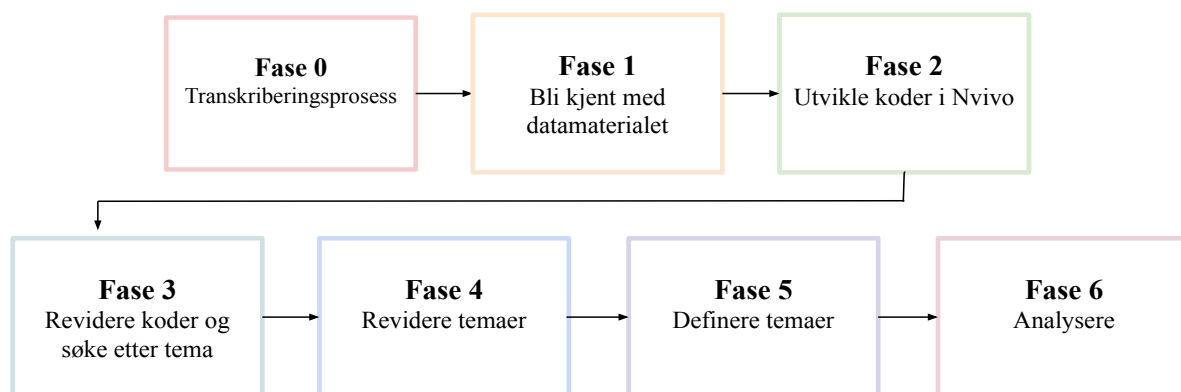 Fase 0
Transkriberingsprosess
Fase 1
Bli kjent med
datamaterialet
Fase 2
Utvikle koder i Nvivo
Fase 3
Revidere koder og
søke etter tema
Fase 4
Revidere temaer
Fase 5
Definere temaer
Fase 6
Analysere